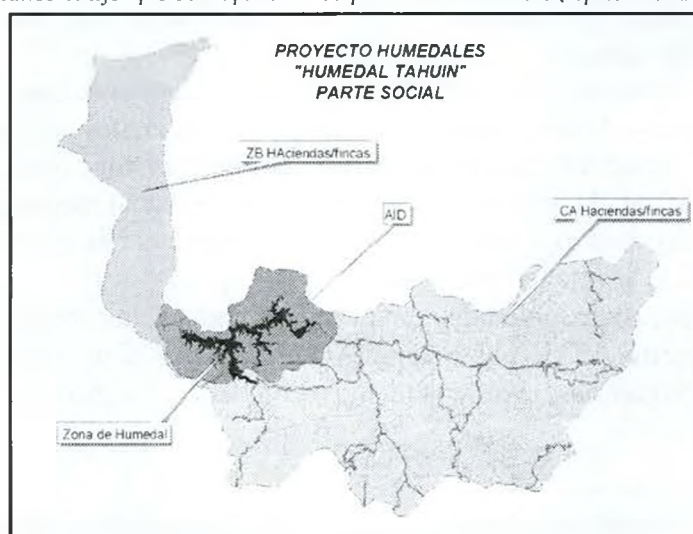 PROYECTO HUMEDALES
"HUMEDAL TAHUIN"
PARTE SOCIAL
ZB HAciendas/fincas
AID
CA Haciendas/fincas
Zona de Humedal